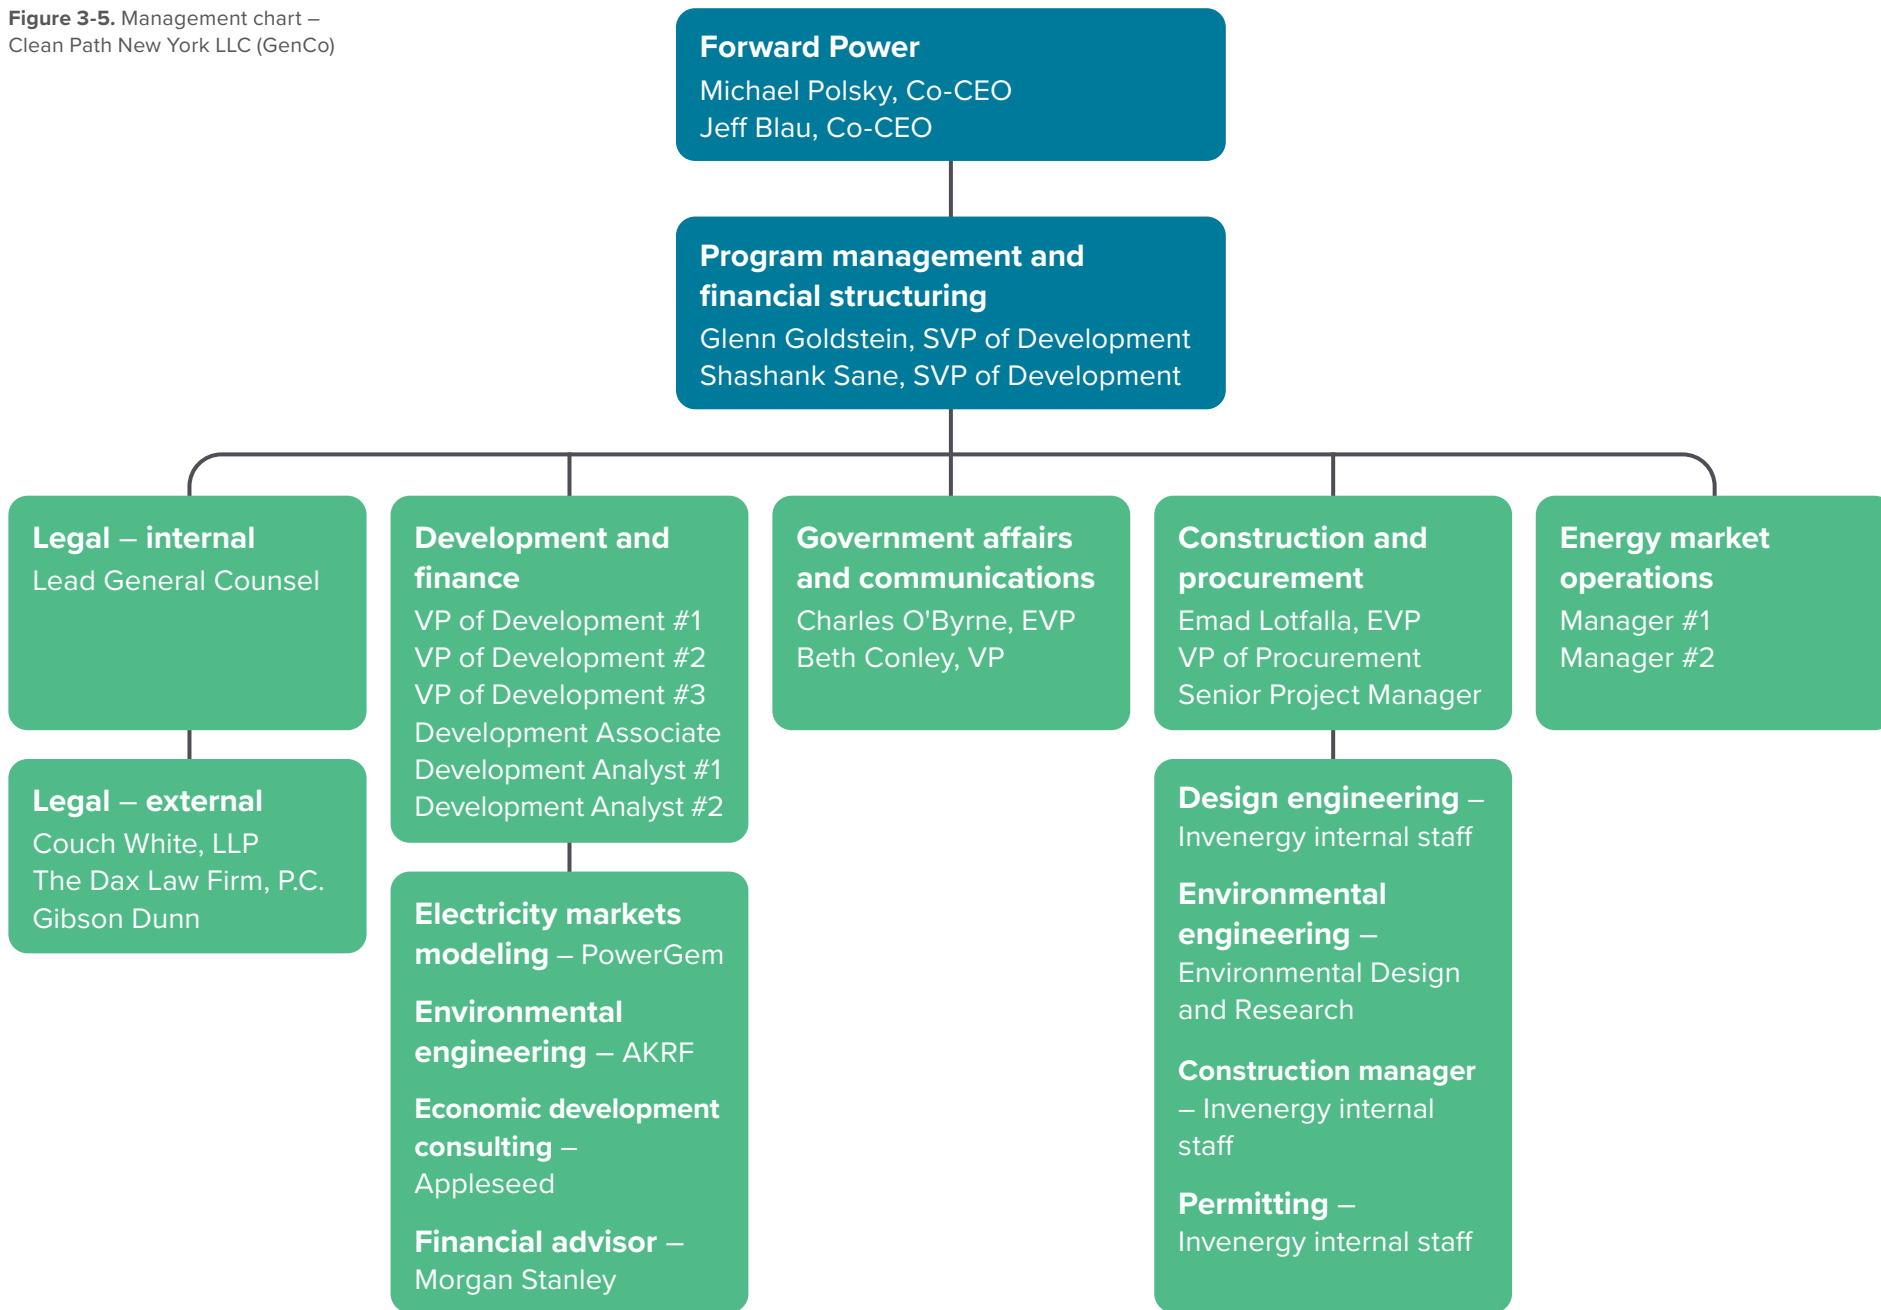 Figure 3-5. Management chart –
Clean Path New York LLC (GenCo)
Forward Power
Michael Polsky, Co-CEO
Jeff Blau, Co-CEO
Program management and
financial structuring
Glenn Goldstein, SVP of Development
Shashank Sane, SVP of Development
Legal – internal
Lead General Counsel
Legal – external
Couch White, LLP
The Dax Law Firm, P.C.
Gibson Dunn
Development and
finance
VP of Development #1
VP of Development #2
VP of Development #3
Development Associate
Development Analyst #1
Development Analyst #2
Electricity markets
modeling – PowerGem
Environmental
engineering – AKRF
Economic development
consulting –
Appleseed
Financial advisor –
Morgan Stanley
Government affairs
and communications
Charles O'Byrne, EVP
Beth Conley, VP
Construction and
procurement
Emad Lotfalla, EVP
VP of Procurement
Senior Project Manager
Design engineering –
Invenergy internal staff
Environmental
engineering –
Environmental Design
and Research
Construction manager
– Invenergy internal
staff
Permitting –
Invenergy internal staff
Energy market
operations
Manager #1
Manager #2